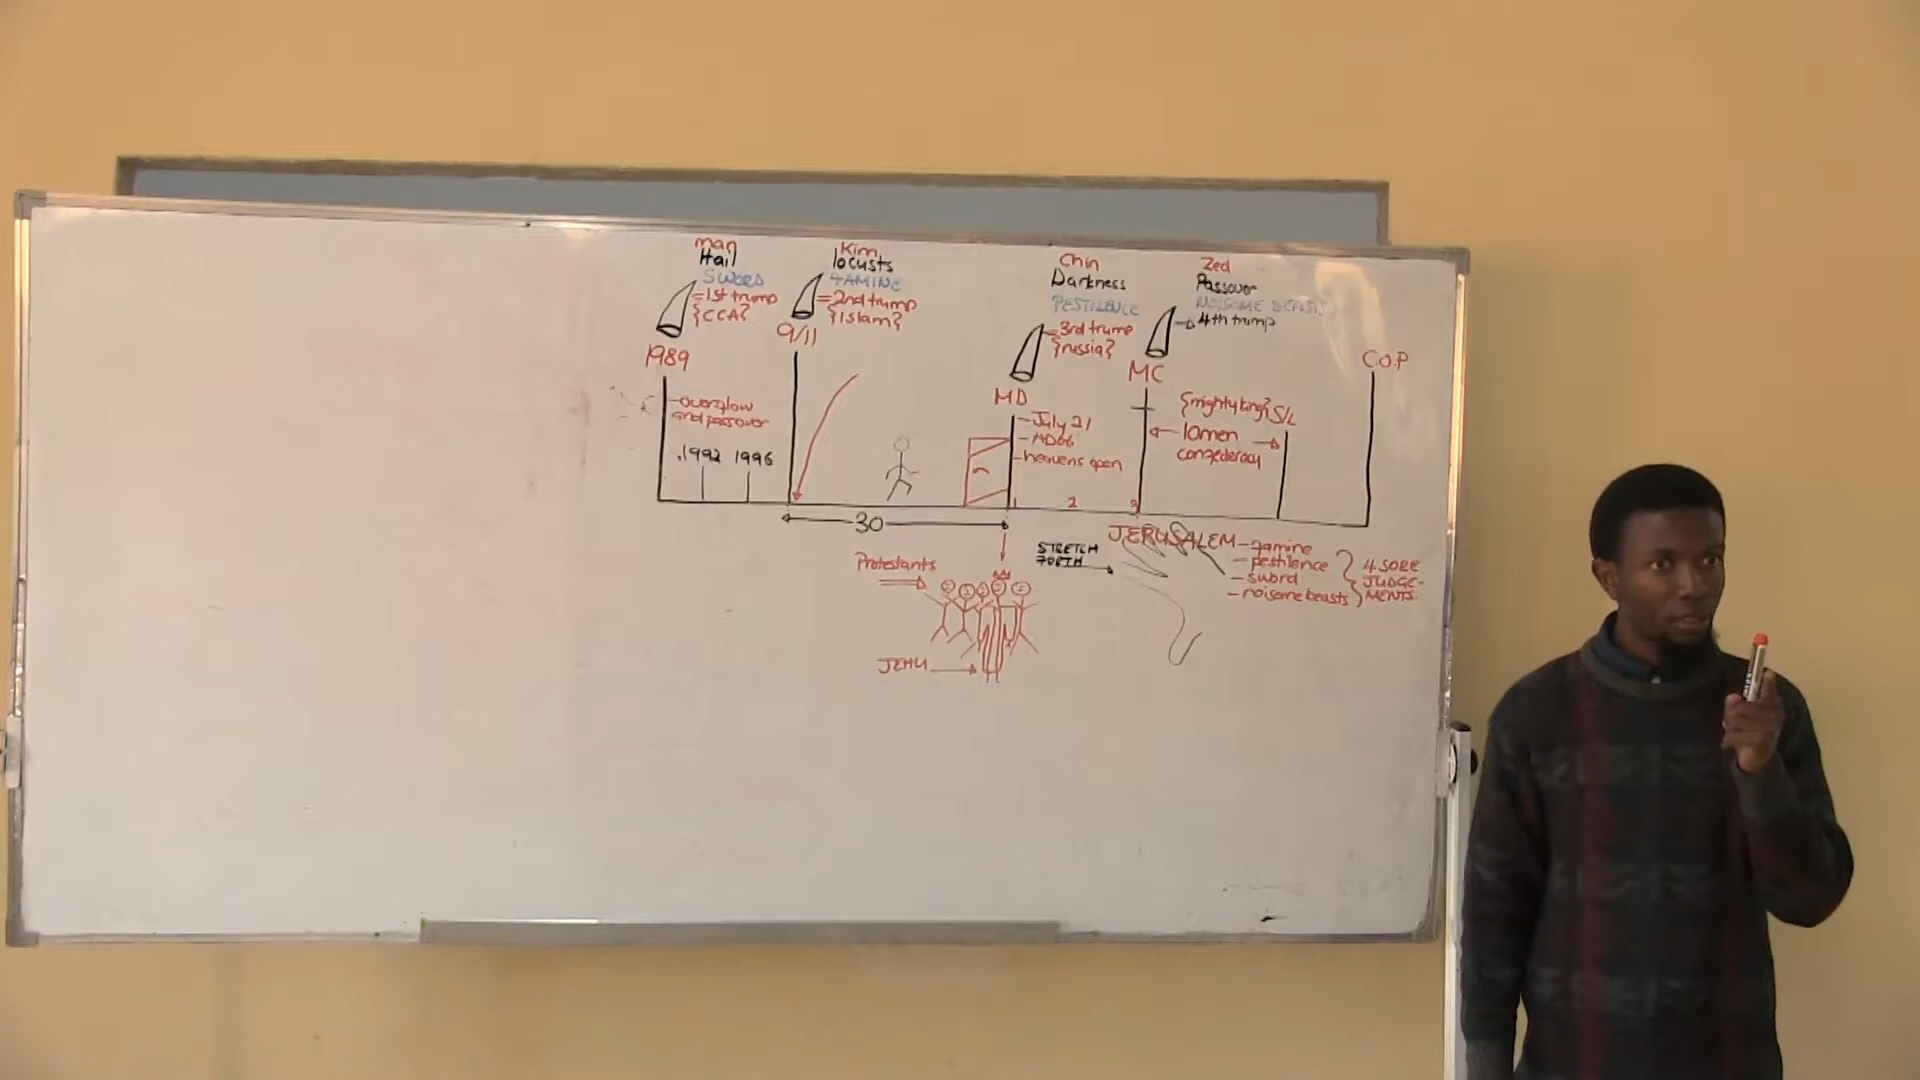 man
Hail
SWORD
=1st trump
{CCA}
1989
overflow
and passover
1992 1996
Kim
locusts
FAMINE
=2nd trump
{Islam}
9/11
30
Chin
Darkness
PESTILENCE
3rd trump
{russia}
MD
-July 21
-AD66
-heavens open
1 2 3
Zed
Passover
NOISOME BEASTS
4th trump
MC
{mighty king} S/L
10men
confederacy
C.O.P
Protestants
JEHU
STRETCH
FORTH
JERUSALEM
-famine
-pestilence
-sword
-noisome beasts
4 SORE
JUDGE-
MENTS